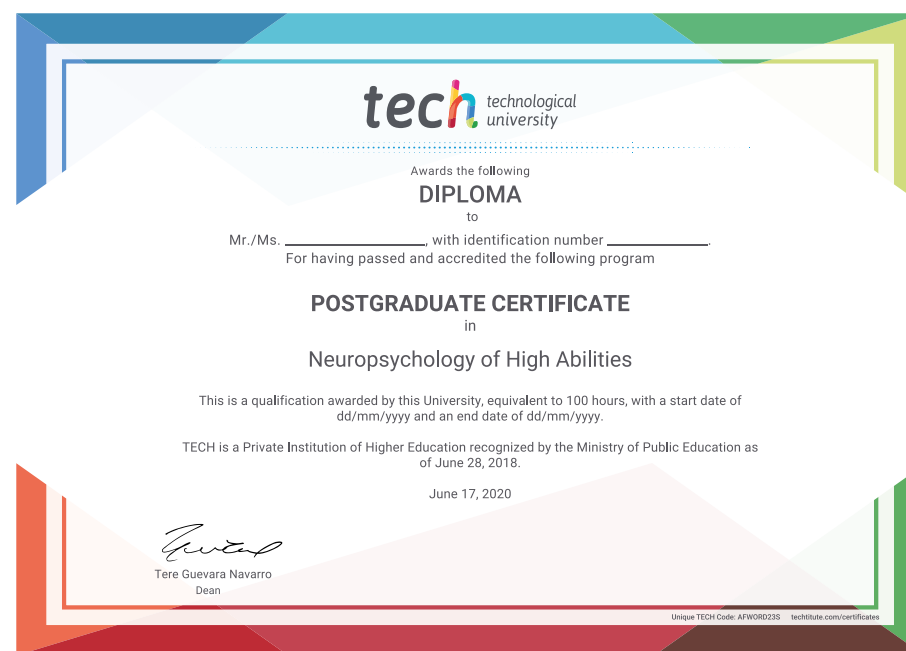 tech technological
university
Awards the following
DIPLOMA
to
Mr./Ms. ____________________, with identification number ______________.
For having passed and accredited the following program
POSTGRADUATE CERTIFICATE
in
Neuropsychology of High Abilities
This is a qualification awarded by this University, equivalent to 100 hours, with a start date of
dd/mm/yyyy and an end date of dd/mm/yyyy.
TECH is a Private Institution of Higher Education recognized by the Ministry of Public Education as
of June 28, 2018.
June 17, 2020
Tere Guevara Navarro
Dean
Unique TECH Code: AFWORD23S techtitute.com/certificates